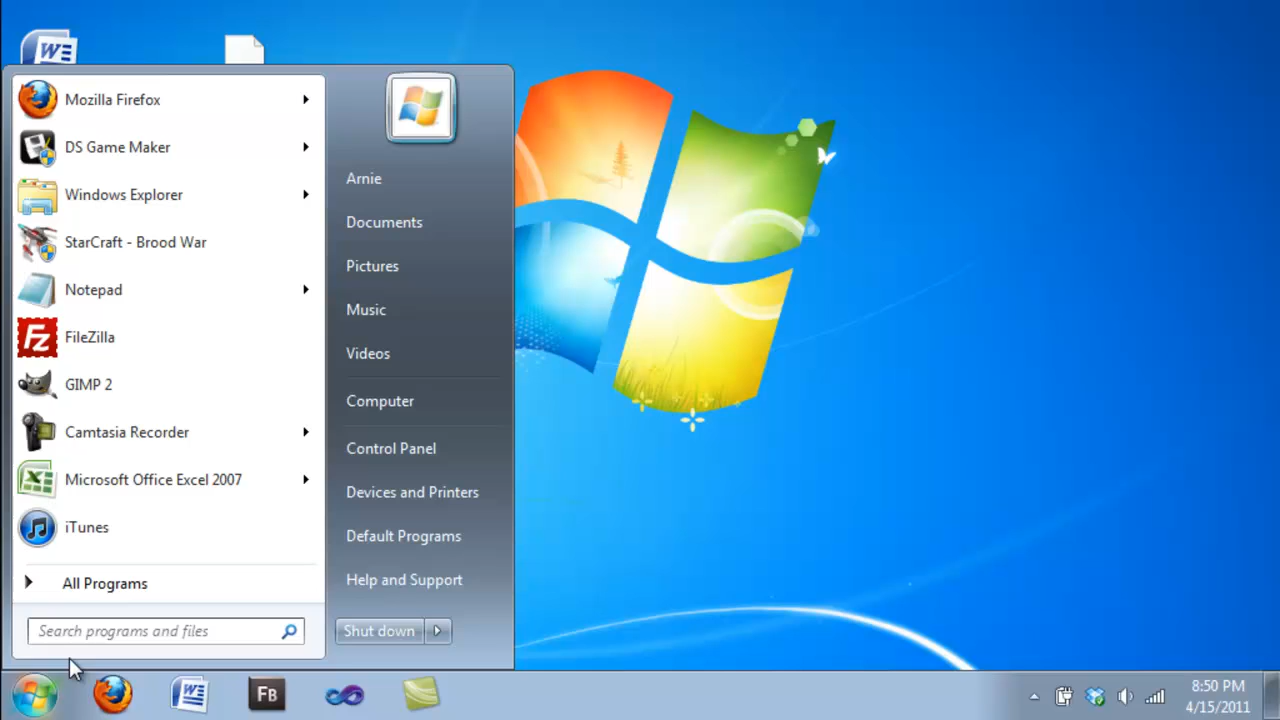 W
Mozilla Firefox
DS Game Maker
Windows Explorer
StarCraft - Brood War
Notepad
Fz
FileZilla
GIMP 2
Camtasia Recorder
Microsoft Office Excel 2007
iTunes
All Programs
Search programs and files
Arnie
Documents
Pictures
Music
Videos
Computer
Control Panel
Devices and Printers
Default Programs
Help and Support
Shut down
W
FB
8:50 PM
4/15/2011